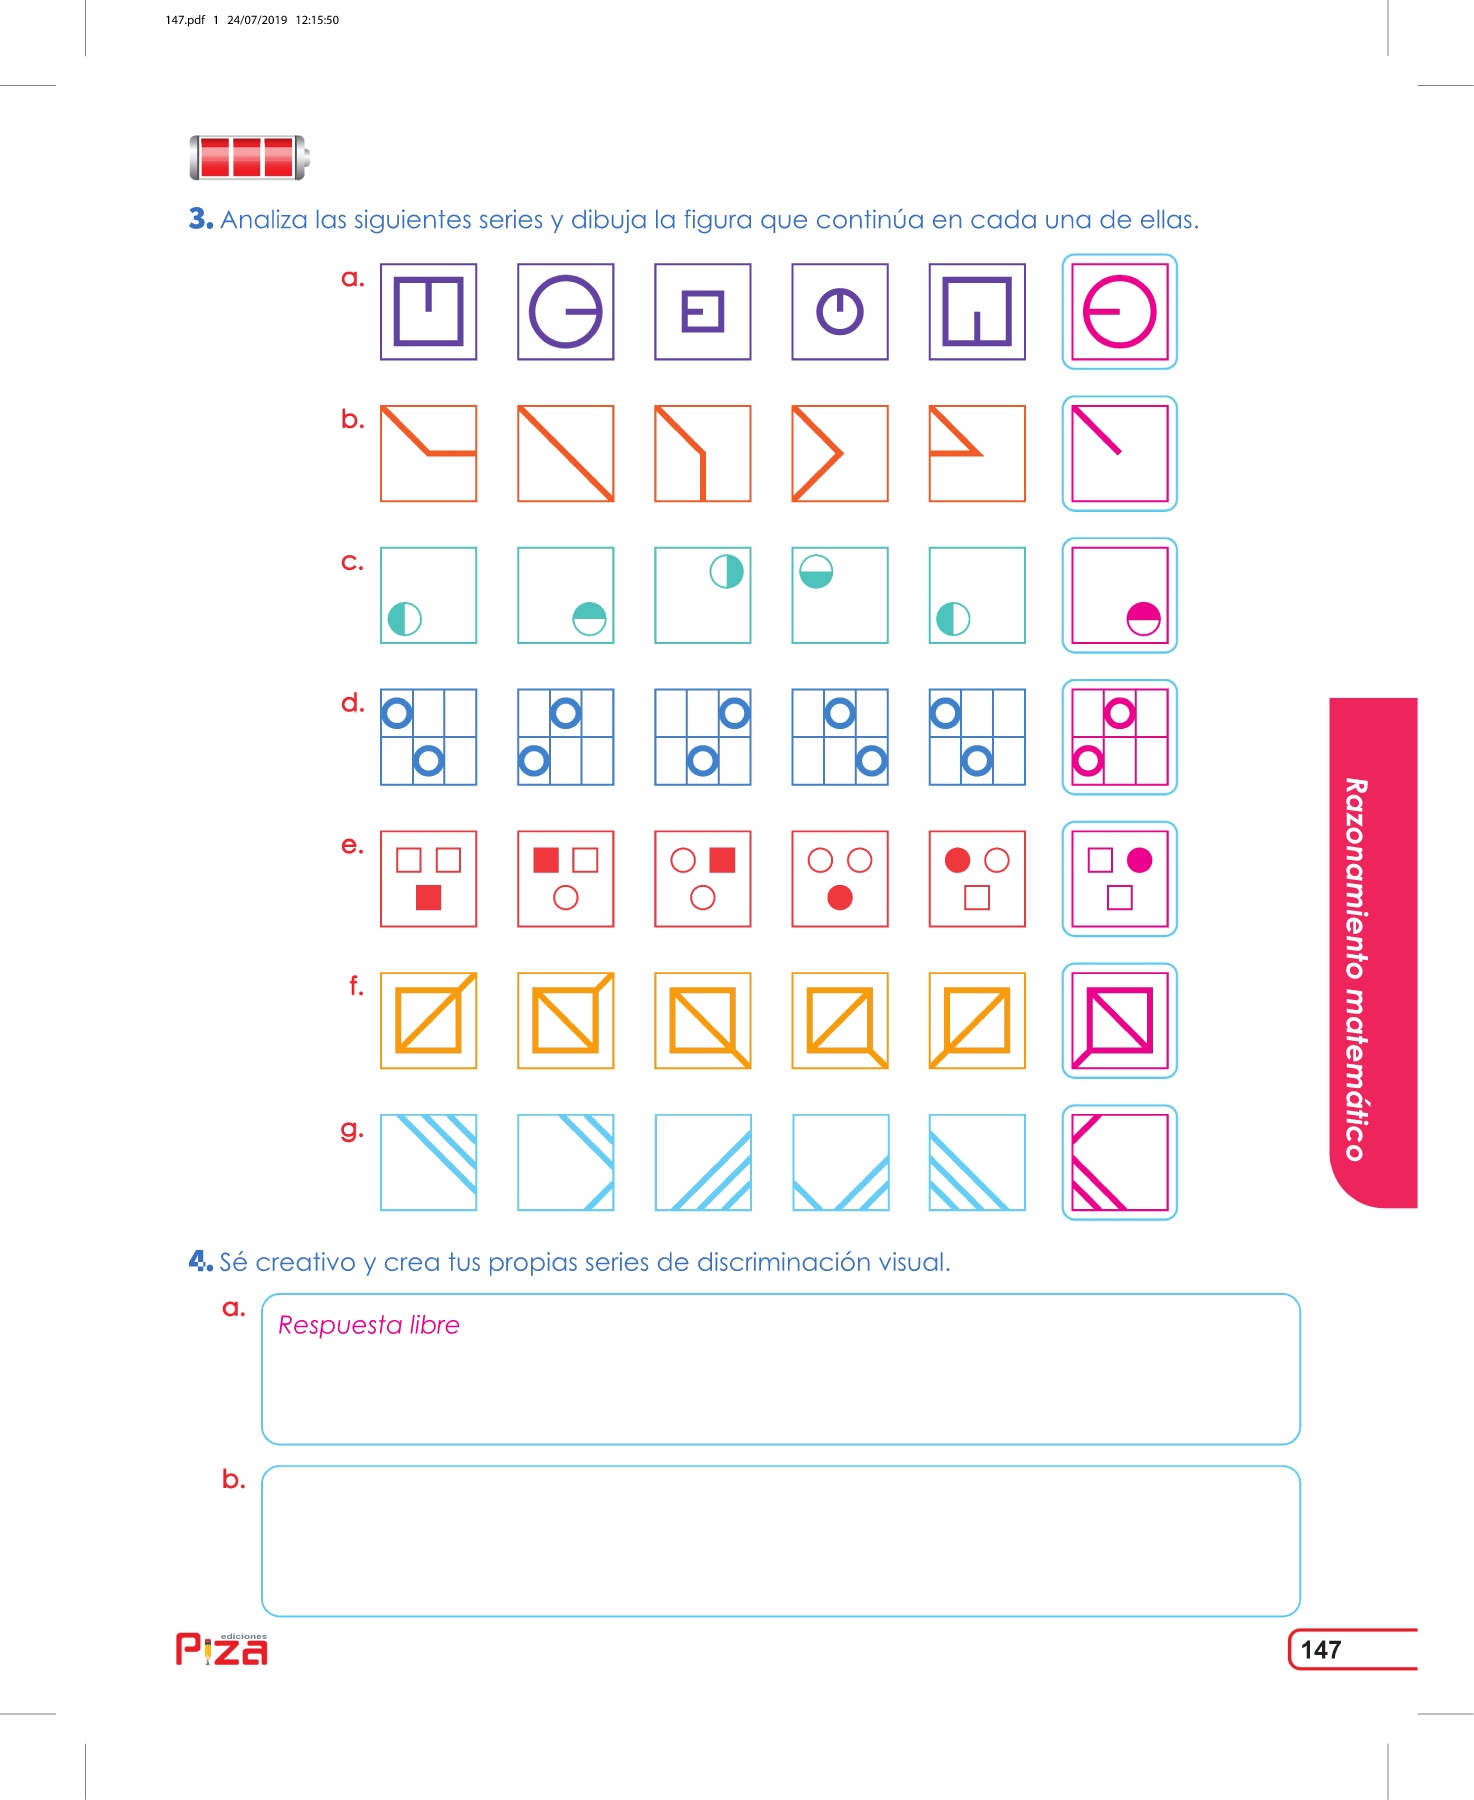 147.pdf 1 24/07/2019 12:15:50
3. Analiza las siguientes series y dibuja la figura que continúa en cada una de ellas.
a.
b.
c.
d.
e.
f.
g.
Razonamiento matemático
4. Sé creativo y crea tus propias series de discriminación visual.
a.
Respuesta libre
b.
ediciones
Piza
147